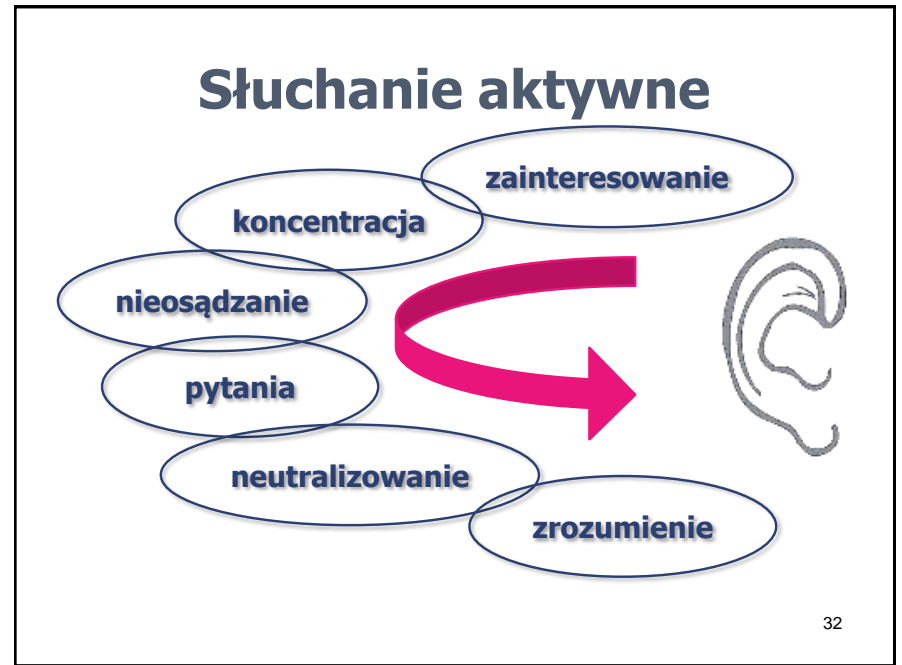 Słuchanie aktywne
zainteresowanie
koncentracja
nieosądzanie
pytania
neutralizowanie
zrozumienie
32